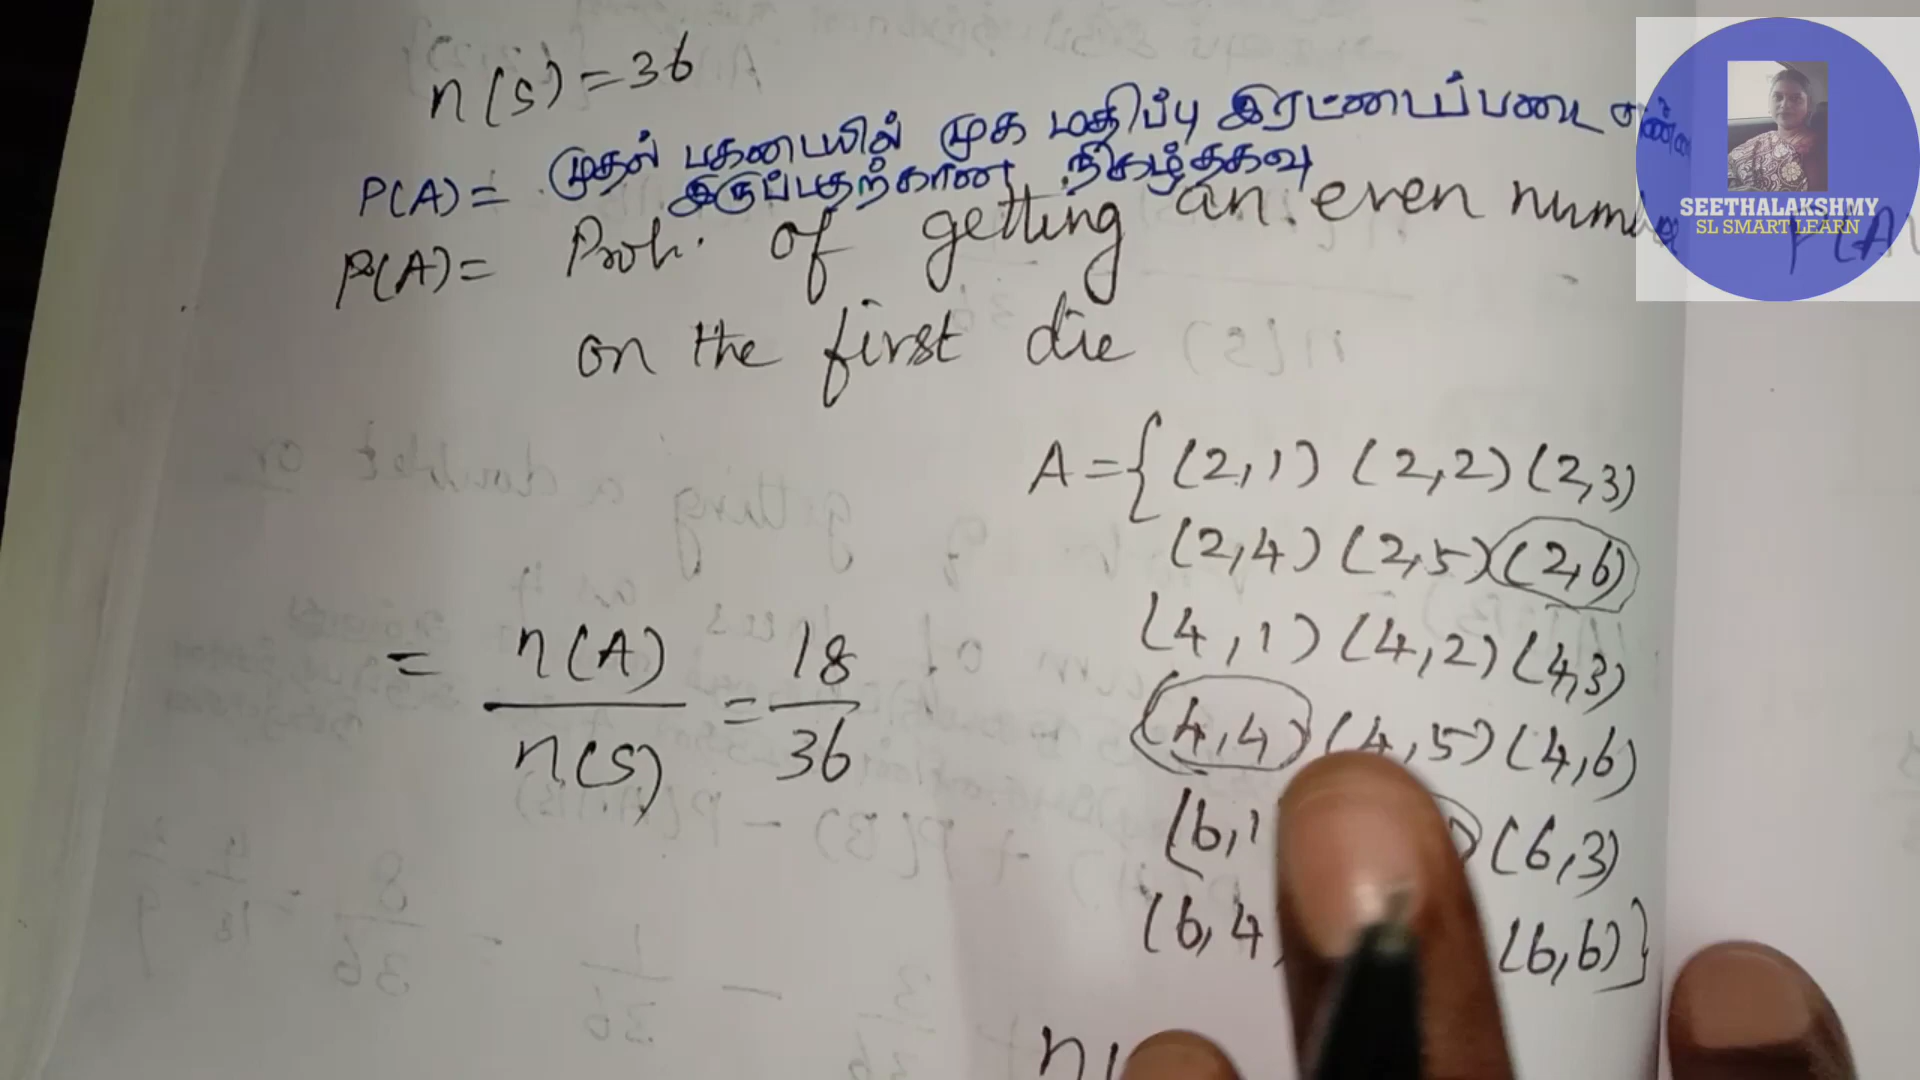 n(S) = 36
P(A) = முதல் பகடையில் முக மதிப்பு இரட்டைப்படை
இருப்பதற்கான நிகழ்தகவு
P(A) = Prob. of getting an even number
on the first die
A = { (2,1) (2,2) (2,3)
(2,4) (2,5) (2,6)
(4,1) (4,2) (4,3)
= n(A)/n(S) = 18/36
(4,4) (4,5) (4,6)
(6,1 (6,3)
(6,4 (6,6) }
SEETHALAKSHMY
SL SMART LEARN